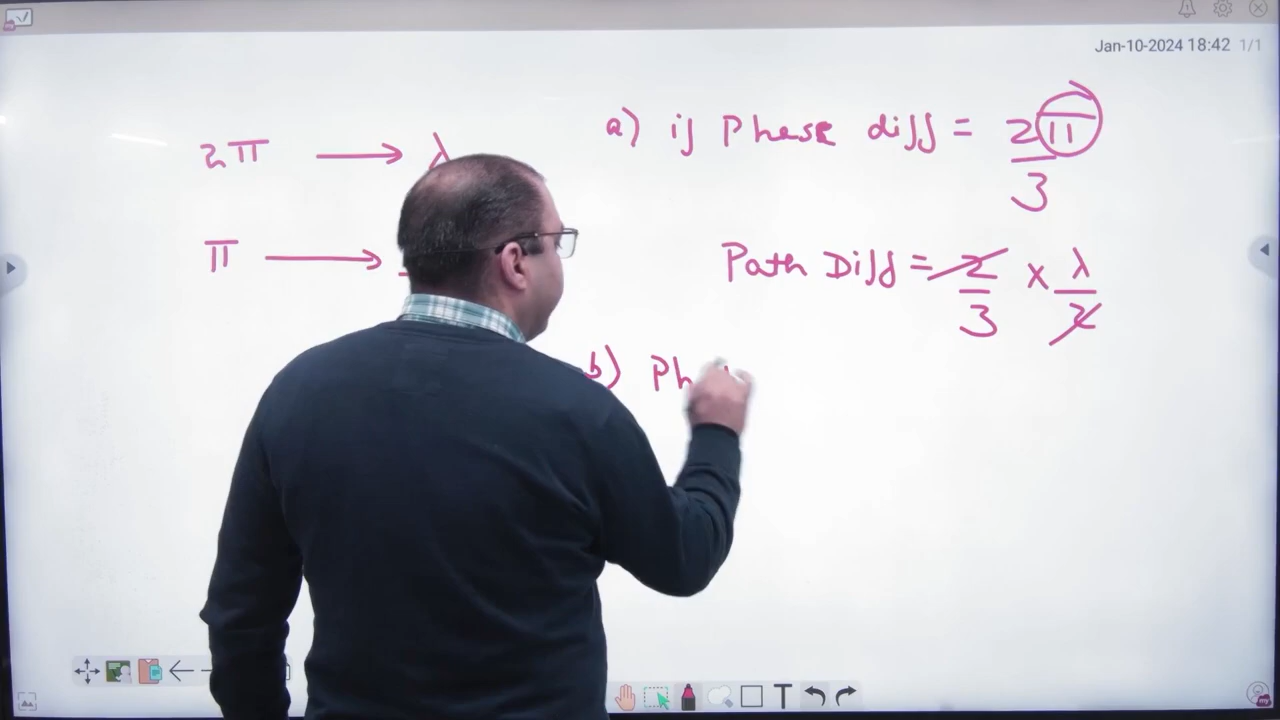 Jan-10-2024 18:42 1/1
2π → λ
π →
a) if Phase diff = 2π/3
Path Diff = 2/3 × λ/2
b) Ph